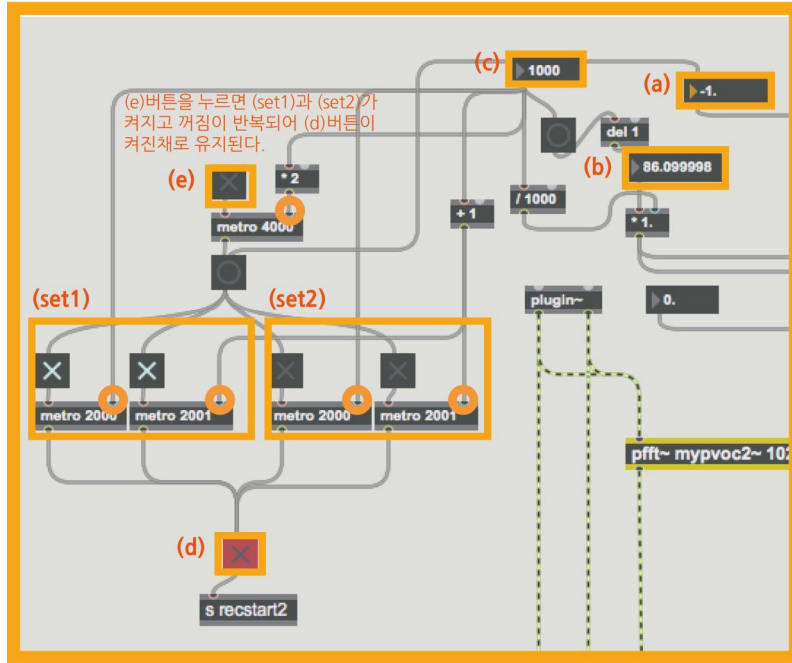 (c)
1000
(a)
-1.
(e)버튼을 누르면 (set1)과 (set2)가
켜지고 꺼짐이 반복되어 (d)버튼이
켜진채로 유지된다.
del 1
(b)
86.099998
(e)
* 2
/ 1000
* 1.
+ 1
metro 4000
(set1)
(set2)
plugin~
0.
metro 2000
metro 2001
metro 2000
metro 2001
pfft~ mypvoc2~ 102
(d)
s recstart2